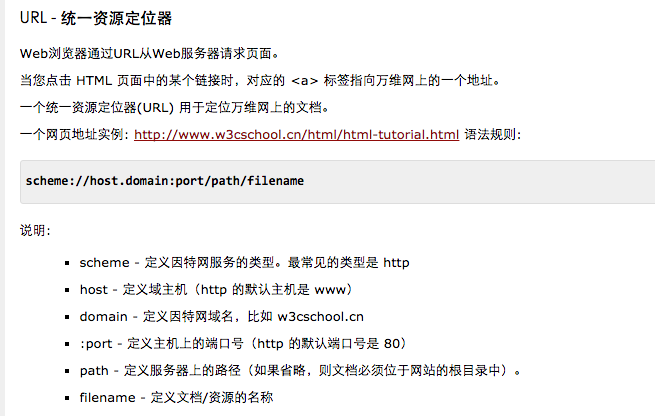 URL - 统一资源定位器
Web浏览器通过URL从Web服务器请求页面。
当您点击 HTML 页面中的某个链接时，对应的 <a> 标签指向万维网上的一个地址。
一个统一资源定位器(URL) 用于定位万维网上的文档。
一个网页地址实例: http://www.w3cschool.cn/html/html-tutorial.html 语法规则:
scheme://host.domain:port/path/filename
说明:
▪ scheme - 定义因特网服务的类型。最常见的类型是 http
▪ host - 定义域主机（http 的默认主机是 www）
▪ domain - 定义因特网域名，比如 w3cschool.cn
▪ :port - 定义主机上的端口号（http 的默认端口号是 80）
▪ path - 定义服务器上的路径（如果省略，则文档必须位于网站的根目录中）。
▪ filename - 定义文档/资源的名称